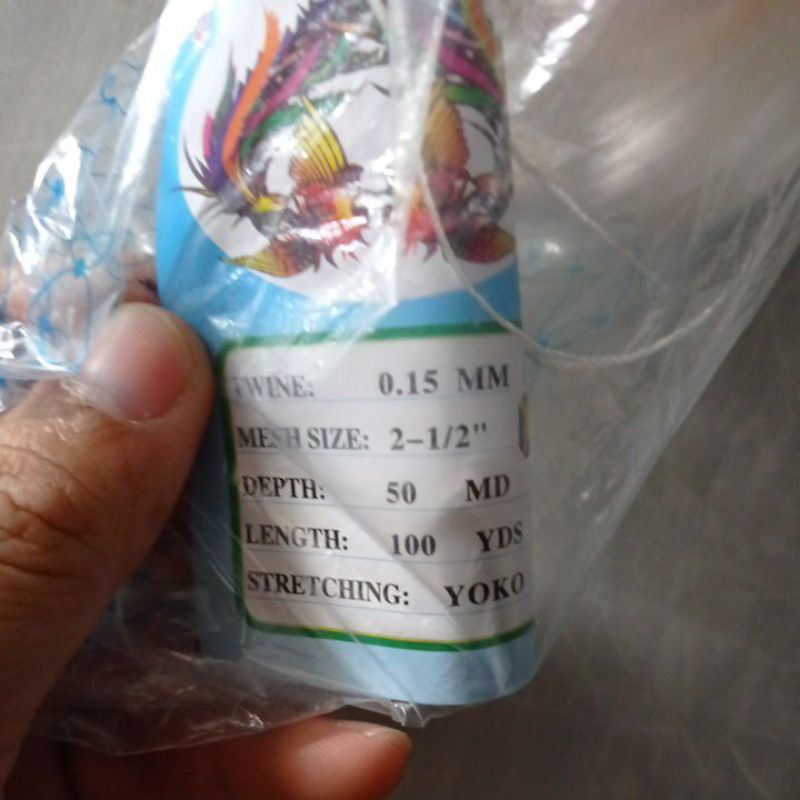 TWINE: 0.15 MM
MESH SIZE: 2-1/2"
DEPTH: 50 MD
LENGTH: 100 YDS
STRETCHING: YOKO